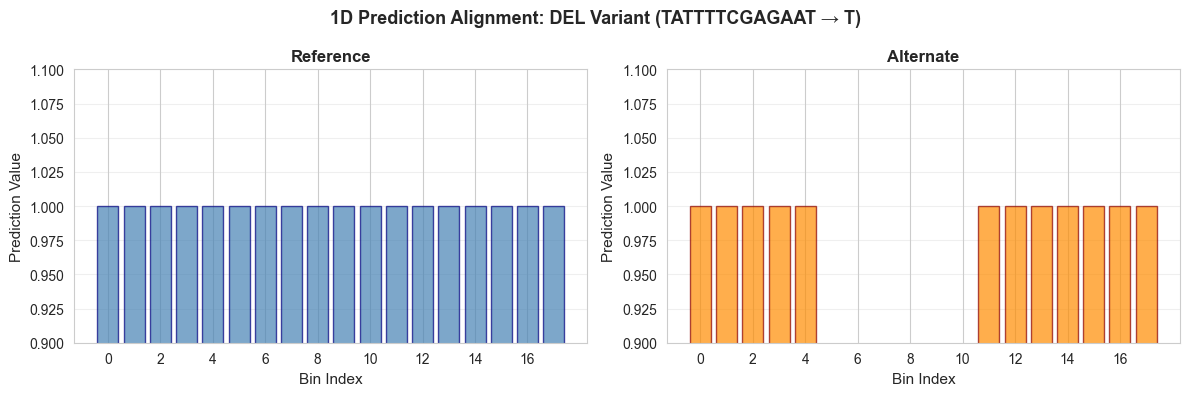 1D Prediction Alignment: DEL Variant (TATTTTCGAGAAT → T)
Reference
1.100
1.075
1.050
1.025
1.000
0.975
0.950
0.925
0.900
Prediction Value
0 2 4 6 8 10 12 14 16
Bin Index
Alternate
1.100
1.075
1.050
1.025
1.000
0.975
0.950
0.925
0.900
Prediction Value
0 2 4 6 8 10 12 14 16
Bin Index